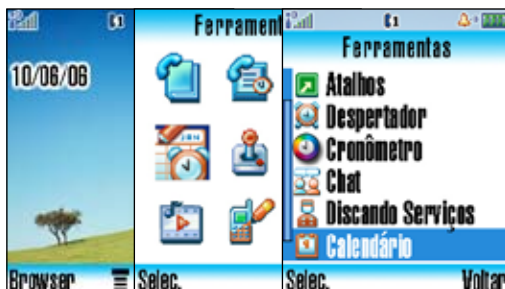 10/06/06
Browser
Ferrament
Selec.
Ferramentas
Atalhos
Despertador
Cronômetro
Chat
Discando Serviços
Calendário
Selec.
Voltar